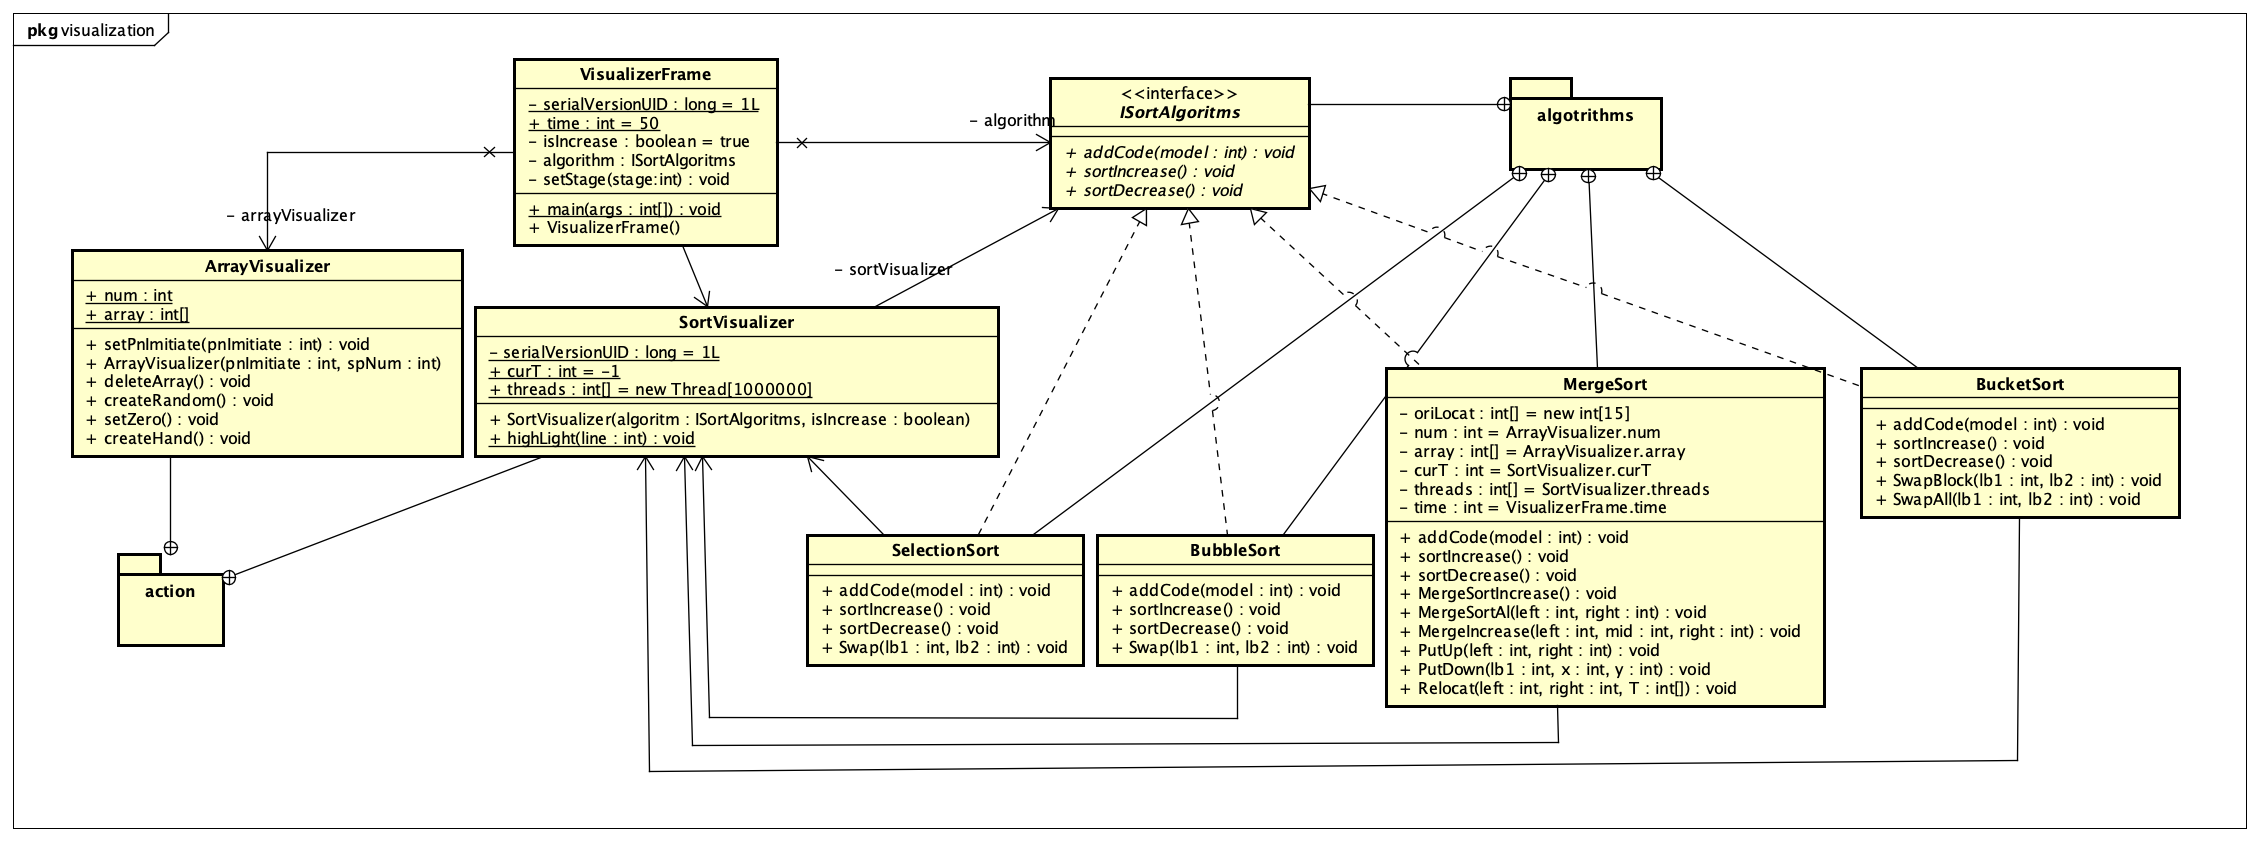 pkg visualization
VisualizerFrame
- serialVersionUID : long = 1L
+ time : int = 50
- isIncrease : boolean = true
- algorithm : ISortAlgoritms
- setStage(stage:int) : void
+ main(args : int[]) : void
+ VisualizerFrame()
- algorithm
<<interface>>
ISortAlgoritms
+ addCode(model : int) : void
+ sortIncrease() : void
+ sortDecrease() : void
algotrithms
- arrayVisualizer
ArrayVisualizer
+ num : int
+ array : int[]
+ setPnImitiate(pnImitiate : int) : void
+ ArrayVisualizer(pnImitiate : int, spNum : int)
+ deleteArray() : void
+ createRandom() : void
+ setZero() : void
+ createHand() : void
- sortVisualizer
SortVisualizer
- serialVersionUID : long = 1L
+ curT : int = -1
+ threads : int[] = new Thread[1000000]
+ SortVisualizer(algoritm : ISortAlgoritms, isIncrease : boolean)
+ highLight(line : int) : void
action
SelectionSort
+ addCode(model : int) : void
+ sortIncrease() : void
+ sortDecrease() : void
+ Swap(lb1 : int, lb2 : int) : void
BubbleSort
+ addCode(model : int) : void
+ sortIncrease() : void
+ sortDecrease() : void
+ Swap(lb1 : int, lb2 : int) : void
MergeSort
- oriLocat : int[] = new int[15]
- num : int = ArrayVisualizer.num
- array : int[] = ArrayVisualizer.array
- curT : int = SortVisualizer.curT
- threads : int[] = SortVisualizer.threads
- time : int = VisualizerFrame.time
+ addCode(model : int) : void
+ sortIncrease() : void
+ sortDecrease() : void
+ MergeSortIncrease() : void
+ MergeSortAl(left : int, right : int) : void
+ MergeIncrease(left : int, mid : int, right : int) : void
+ PutUp(left : int, right : int) : void
+ PutDown(lb1 : int, x : int, y : int) : void
+ Relocat(left : int, right : int, T : int[]) : void
BucketSort
+ addCode(model : int) : void
+ sortIncrease() : void
+ sortDecrease() : void
+ SwapBlock(lb1 : int, lb2 : int) : void
+ SwapAll(lb1 : int, lb2 : int) : void